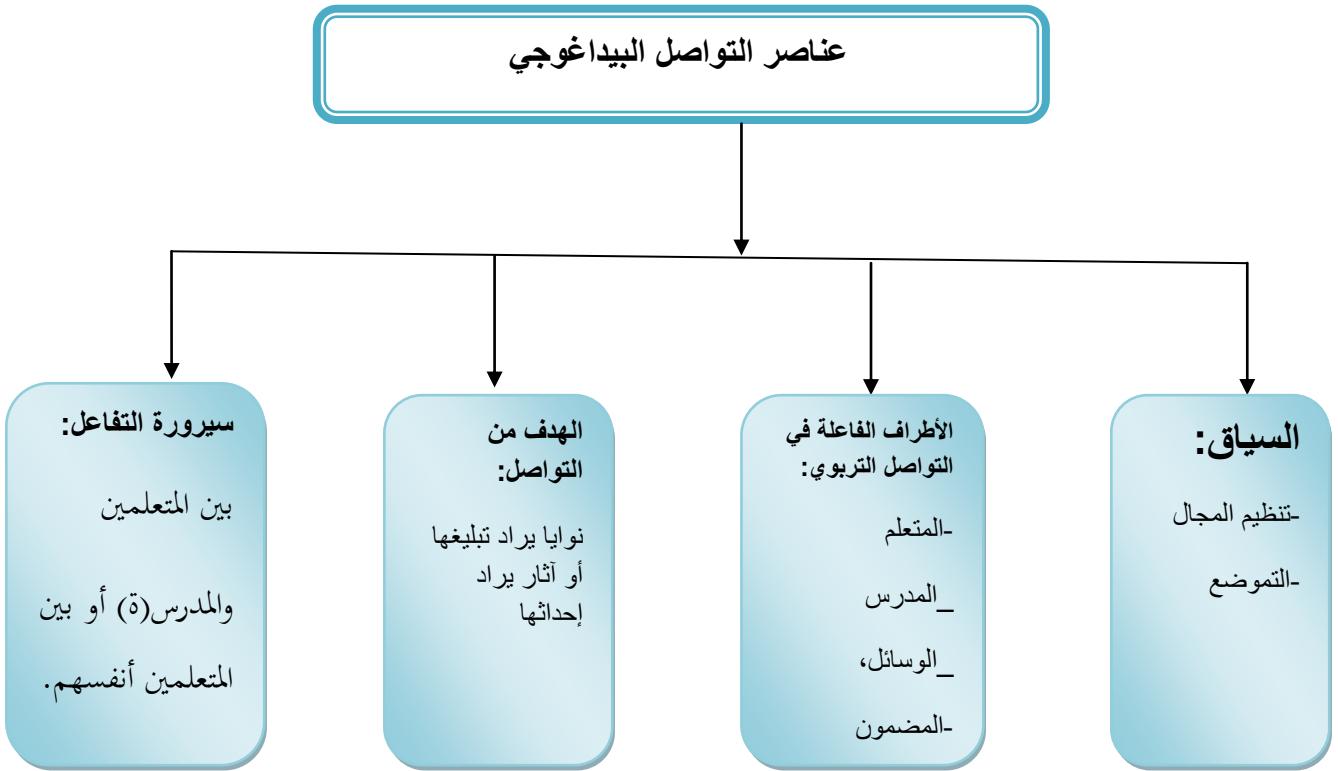 عناصر التواصل البيداغوجي
السياق:
-تنظيم المجال
-التموضع
الأطراف الفاعلة في
التواصل التربوي:
-المتعلم
_المدرس
_الوسائل،
-المضمون
الهدف من
التواصل:
نوايا يراد تبليغها
أو آثار يراد
إحداثها
سيرورة التفاعل:
بين المتعلمين
والمدرس(ة) أو بين
المتعلمين أنفسهم.